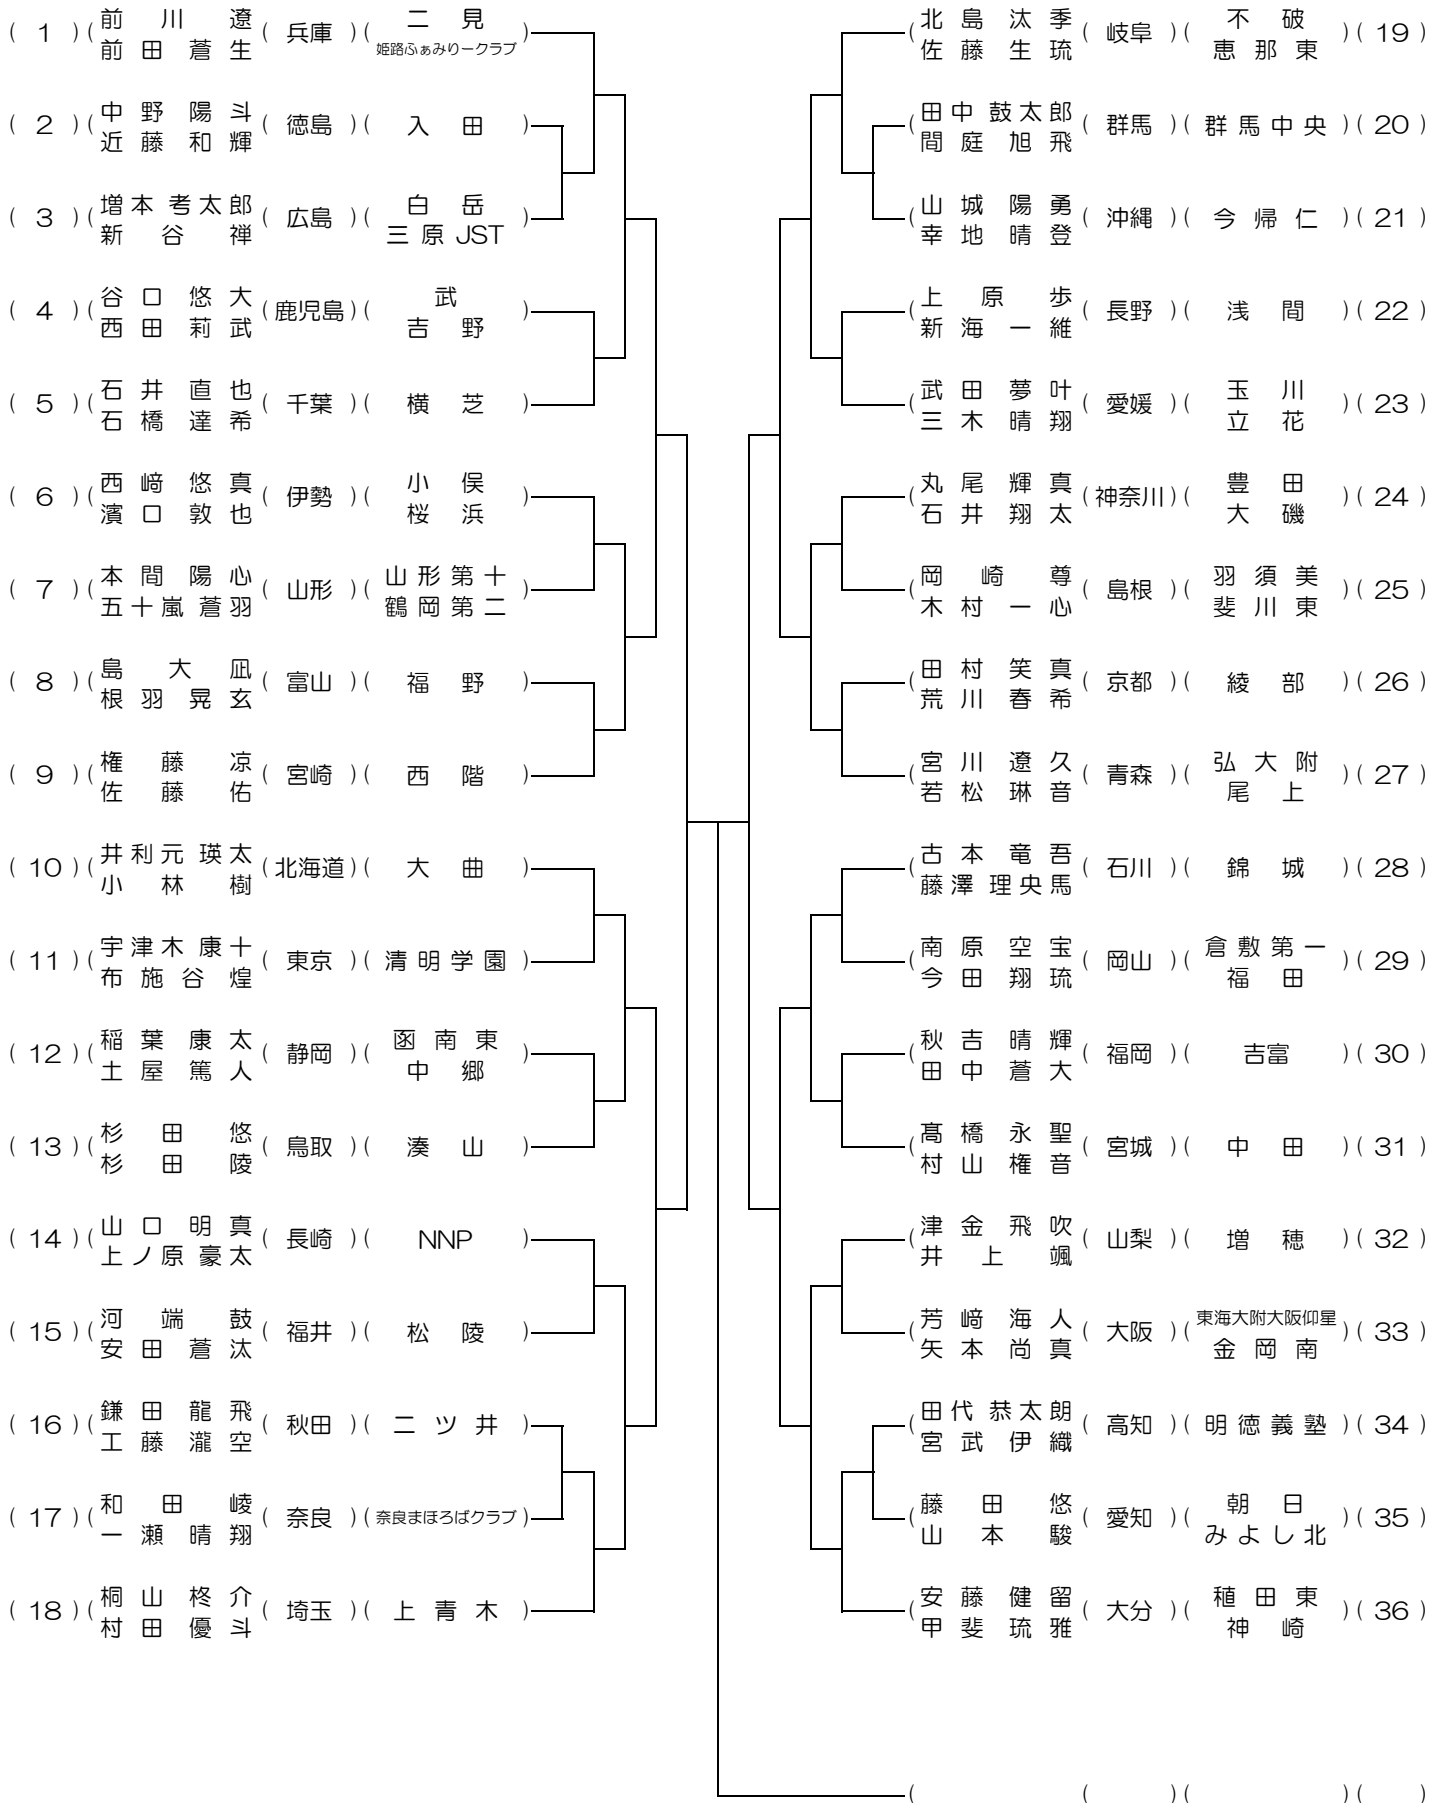 ( 1 ) ( 前川 遼 ( 兵庫 ) ( 二見 )
前田 蒼生 姫路ふぁみりークラブ
( 2 ) ( 中野 陽斗 ( 徳島 ) ( 入田 )
近藤 和輝
( 3 ) ( 増本 考太郎 ( 広島 ) ( 白岳 )
新谷 禅 三原JST
( 4 ) ( 谷口 悠大 ( 鹿児島 ) ( 武 )
西田 莉武 吉野
( 5 ) ( 石井 直也 ( 千葉 ) ( 横芝 )
石橋 達希
( 6 ) ( 西﨑 悠真 ( 伊勢 ) ( 小俣 )
濱口 敦也 桜浜
( 7 ) ( 本間 陽心 ( 山形 ) ( 山形第十 )
五十嵐 蒼羽 鶴岡第二
( 8 ) ( 島 大凪 ( 富山 ) ( 福野 )
根羽 晃玄
( 9 ) ( 権藤 凉 ( 宮崎 ) ( 西階 )
佐藤 佑
( 10 ) ( 井利元 瑛太 ( 北海道 ) ( 大曲 )
小林 樹
( 11 ) ( 宇津木 康十 ( 東京 ) ( 清明学園 )
布施谷 煌
( 12 ) ( 稲葉 康太 ( 静岡 ) ( 函南東 )
土屋 篤人 中郷
( 13 ) ( 杉田 悠 ( 鳥取 ) ( 湊山 )
杉田 陵
( 14 ) ( 山口 明真 ( 長崎 ) ( NNP )
上ノ原 豪太
( 15 ) ( 河端 鼓 ( 福井 ) ( 松陵 )
安田 蒼汰
( 16 ) ( 鎌田 龍飛 ( 秋田 ) ( 二ツ井 )
工藤 瀧空
( 17 ) ( 和田 崚 ( 奈良 ) ( 奈良まほろばクラブ )
一瀬 晴翔
( 18 ) ( 桐山 柊介 ( 埼玉 ) ( 上青木 )
村田 優斗
( 北島 汰季 ( 岐阜 ) ( 不破 ) ( 19 )
佐藤 生琉 恵那東
( 田中 鼓太郎 ( 群馬 ) ( 群馬中央 ) ( 20 )
間庭 旭飛
( 山城 陽勇 ( 沖縄 ) ( 今帰仁 ) ( 21 )
幸地 晴登
( 上原 歩 ( 長野 ) ( 浅間 ) ( 22 )
新海 一維
( 武田 夢叶 ( 愛媛 ) ( 玉川 ) ( 23 )
三木 晴翔 立花
( 丸尾 輝真 ( 神奈川 ) ( 豊田 ) ( 24 )
石井 翔太 大磯
( 岡崎 尊 ( 島根 ) ( 羽須美 ) ( 25 )
木村 一心 斐川東
( 田村 笑真 ( 京都 ) ( 綾部 ) ( 26 )
荒川 春希
( 宮川 遼久 ( 青森 ) ( 弘大附 ) ( 27 )
若松 琳音 尾上
( 古本 竜吾 ( 石川 ) ( 錦城 ) ( 28 )
藤澤 理央馬
( 南原 空宝 ( 岡山 ) ( 倉敷第一 ) ( 29 )
今田 翔琉 福田
( 秋吉 晴輝 ( 福岡 ) ( 吉富 ) ( 30 )
田中 蒼大
( 髙橋 永聖 ( 宮城 ) ( 中田 ) ( 31 )
村山 権音
( 津金 飛吹 ( 山梨 ) ( 増穂 ) ( 32 )
井上 颯
( 芳﨑 海人 ( 大阪 ) ( 東海大附大阪仰星 ) ( 33 )
矢本 尚真 金岡南
( 田代 恭太朗 ( 高知 ) ( 明徳義塾 ) ( 34 )
宮武 伊織
( 藤田 悠 ( 愛知 ) ( 朝日 ) ( 35 )
山本 駿 みよし北
( 安藤 健留 ( 大分 ) ( 稙田東 ) ( 36 )
甲斐 琉雅 神崎
( ( ) ( ) ( )